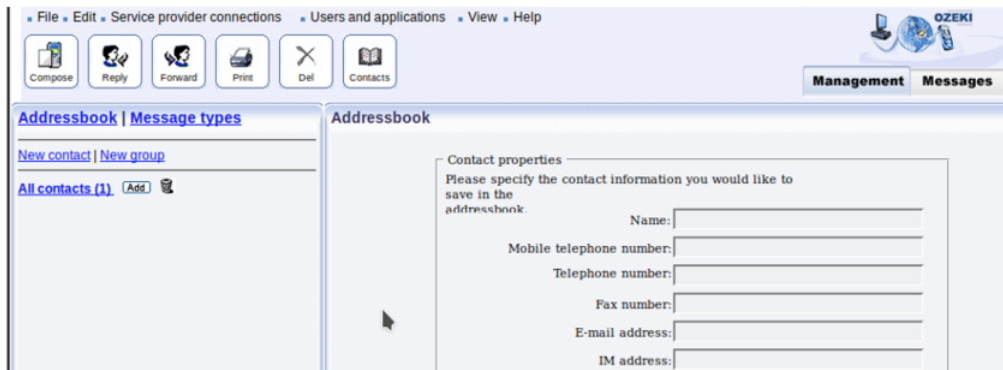 File Edit Service provider connections Users and applications View Help
OZEKI
Compose Reply Forward Print Del Contacts
Management Messages
Addressbook | Message types
New contact | New group
All contacts (1) Add
Addressbook
Contact properties
Please specify the contact information you would like to
save in the
addressbook.
Name:
Mobile telephone number:
Telephone number:
Fax number:
E-mail address:
IM address: